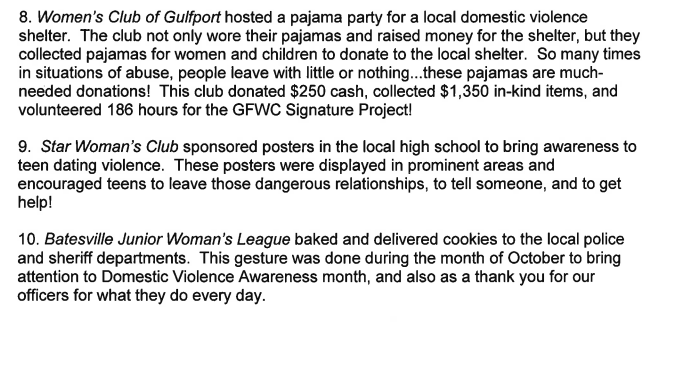 8. Women's Club of Gulfport hosted a pajama party for a local domestic violence
shelter.  The club not only wore their pajamas and raised money for the shelter, but they
collected pajamas for women and children to donate to the local shelter.  So many times
in situations of abuse, people leave with little or nothing...these pajamas are much-
needed donations!  This club donated $250 cash, collected $1,350 in-kind items, and
volunteered 186 hours for the GFWC Signature Project!
9.  Star Woman's Club sponsored posters in the local high school to bring awareness to
teen dating violence.  These posters were displayed in prominent areas and
encouraged teens to leave those dangerous relationships, to tell someone, and to get
help!
10. Batesville Junior Woman's League baked and delivered cookies to the local police
and sheriff departments.  This gesture was done during the month of October to bring
attention to Domestic Violence Awareness month, and also as a thank you for our
officers for what they do every day.